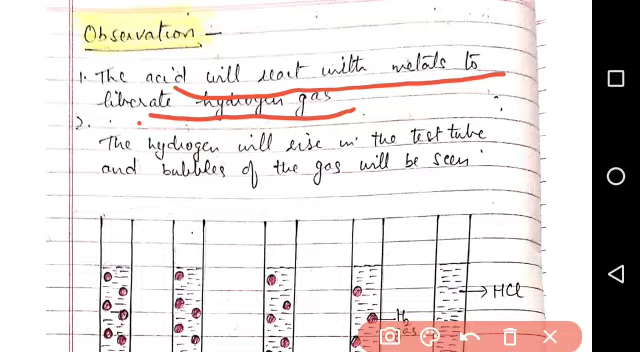 Observation -
1. The acid will react with metals to
liberate hydrogen gas
2.
The hydrogen will rise in the test tube
and bubbles of the gas will be seen.
→ HCl
H2
gas